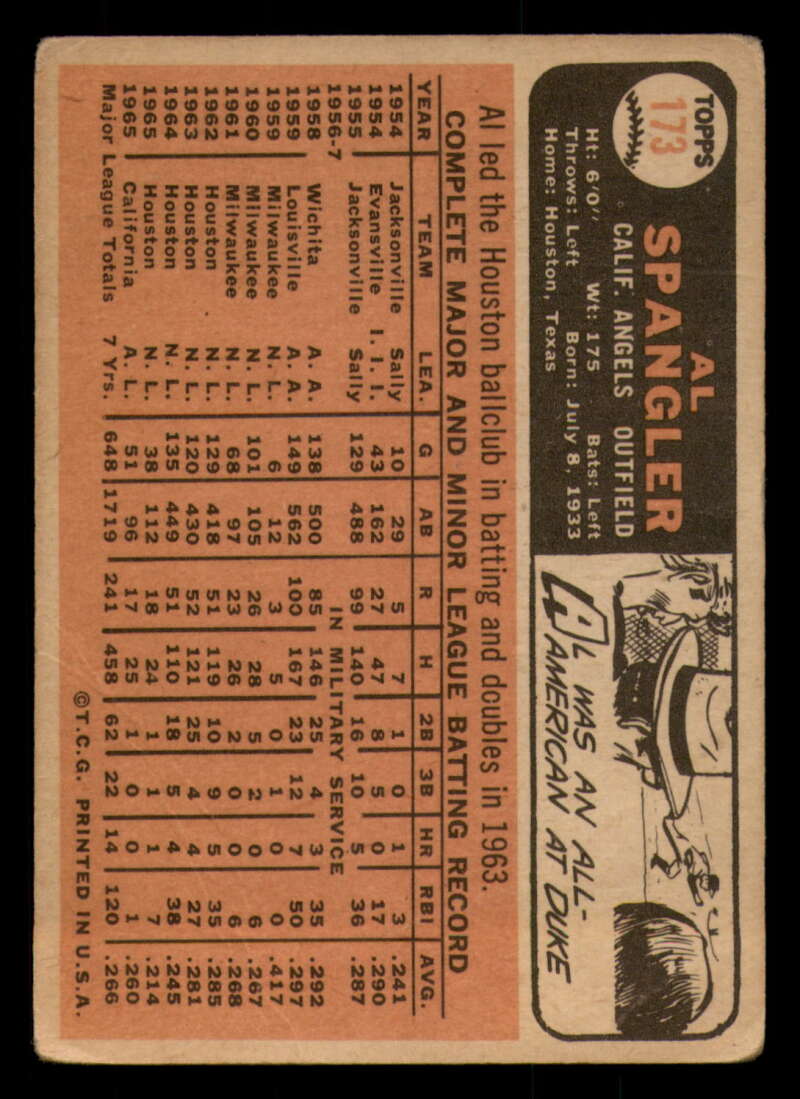 TOPPS
173
AL
SPANGLER
CALIF. ANGELS OUTFIELD
Ht: 6'0" Wt: 175 Bats: Left
Throws: Left Born: July 8, 1933
Home: Houston, Texas
AL WAS AN ALL-
AMERICAN AT DUKE
Al led the Houston ballclub in batting and doubles in 1963.
COMPLETE MAJOR AND MINOR LEAGUE BATTING RECORD
YEAR TEAM LEA. G AB R H 2B 3B HR RBI AVG.
1954 Jacksonville Sally 10 29 5 7 1 0 1 3 .241
1954 Evansville I. I. I. 43 162 27 47 8 5 0 17 .290
1955 Jacksonville Sally 129 488 99 140 16 10 5 36 .287
1956-7 IN MILITARY SERVICE
1958 Wichita A. A. 138 500 85 146 25 4 3 35 .292
1959 Louisville A. A. 149 562 100 167 23 12 7 50 .297
1959 Milwaukee N. L. 6 12 3 5 0 1 0 0 .417
1960 Milwaukee N. L. 101 105 26 28 5 2 0 6 .267
1961 Milwaukee N. L. 68 97 23 26 2 0 0 6 .268
1962 Houston N. L. 129 418 51 119 10 9 5 35 .285
1963 Houston N. L. 120 430 52 121 25 4 4 27 .281
1964 Houston N. L. 135 449 51 110 18 5 4 38 .245
1965 Houston N. L. 38 112 18 24 1 1 1 7 .214
1965 California A. L. 51 96 17 25 1 0 0 1 .260
Major League Totals 7 Yrs. 648 1719 241 458 62 22 14 120 .266
©T.C.G. PRINTED IN U.S.A.